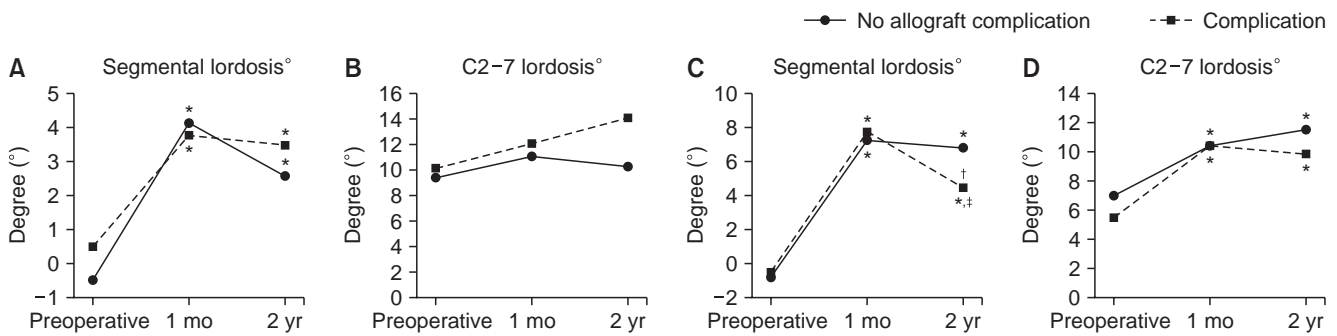 No allograft complication Complication
A Segmental lordosis°
Degree (°)
5
4
3
2
1
0
−1
* * * *
Preoperative 1 mo 2 yr
B C2−7 lordosis°
Degree (°)
16
14
12
10
8
6
4
12
16
0
Preoperative 1 mo 2 yr
C Segmental lordosis°
Degree (°)
10
8
6
4
2
0
−2
* * * † *,‡
Preoperative 1 mo 2 yr
D C2−7 lordosis°
Degree (°)
14
12
10
8
6
4
2
0
* * * *
Preoperative 1 mo 2 yr